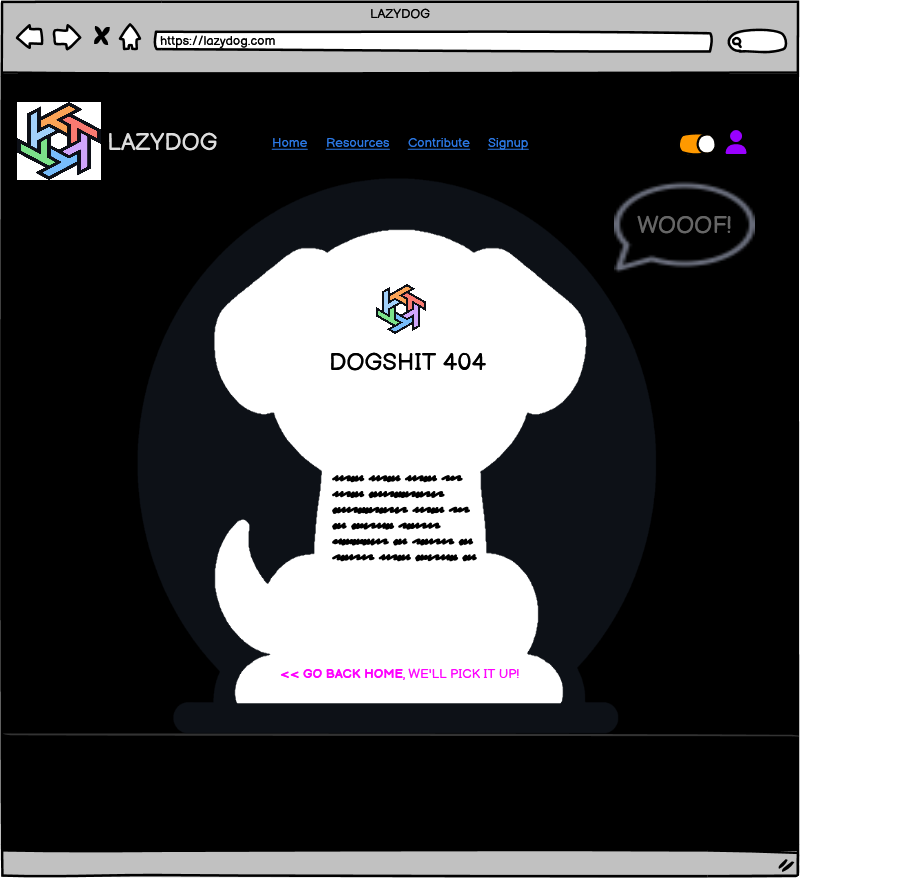 LAZYDOG
https://lazydog.com
LAZYDOG
Home Resources Contribute Signup
WOOOF!
DOGSHIT 404
<< GO BACK HOME, WE'LL PICK IT UP!